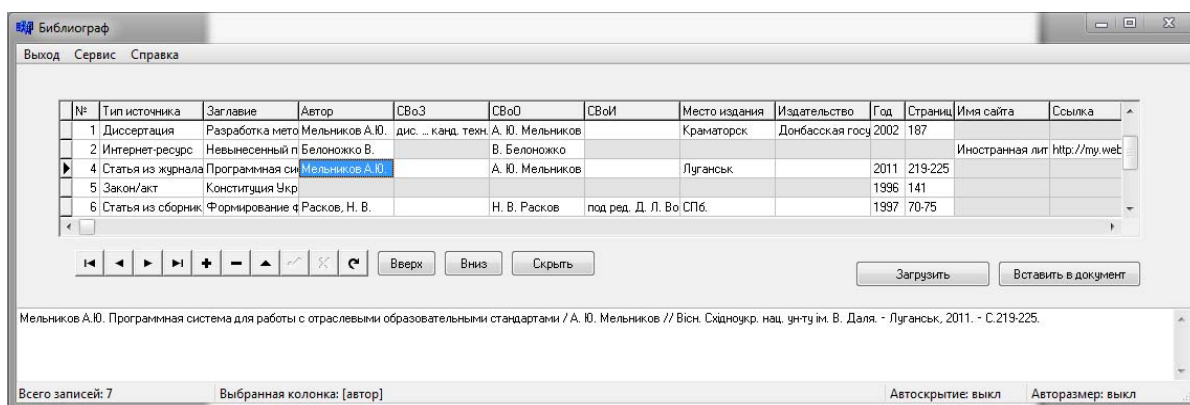 Библиограф
Выход Сервис Справка
№ Тип источника Заглавие Автор СВоЗ СВоО СВоИ Место издания Издательство Год Страниц Имя сайта Ссылка
1 Диссертация Разработка мето Мельников А.Ю. дис. ... канд. техн. А. Ю. Мельников Краматорск Донбасская госу 2002 187
2 Интернет-ресурс Невынесенный п Белоножко В. В. Белоножко Иностранная лит http://my.web
4 Статья из журнала Программная си Мельников А.Ю. А. Ю. Мельников Луганськ 2011 219-225
5 Закон/акт Конституция Укр 1996 141
6 Статья из сборник Формирование ф Расков, Н. В. Н. В. Расков под ред. Д. Л. Во СПб. 1997 70-75
Вверх Вниз Скрыть Загрузить Вставить в документ
Мельников А.Ю. Программная система для работы с отраслевыми образовательными стандартами / А. Ю. Мельников // Вісн. Східноукр. нац. ун-ту ім. В. Даля. - Луганськ, 2011. - С.219-225.
Всего записей: 7 Выбранная колонка: [автор] Автоскрытие: выкл Авторазмер: выкл